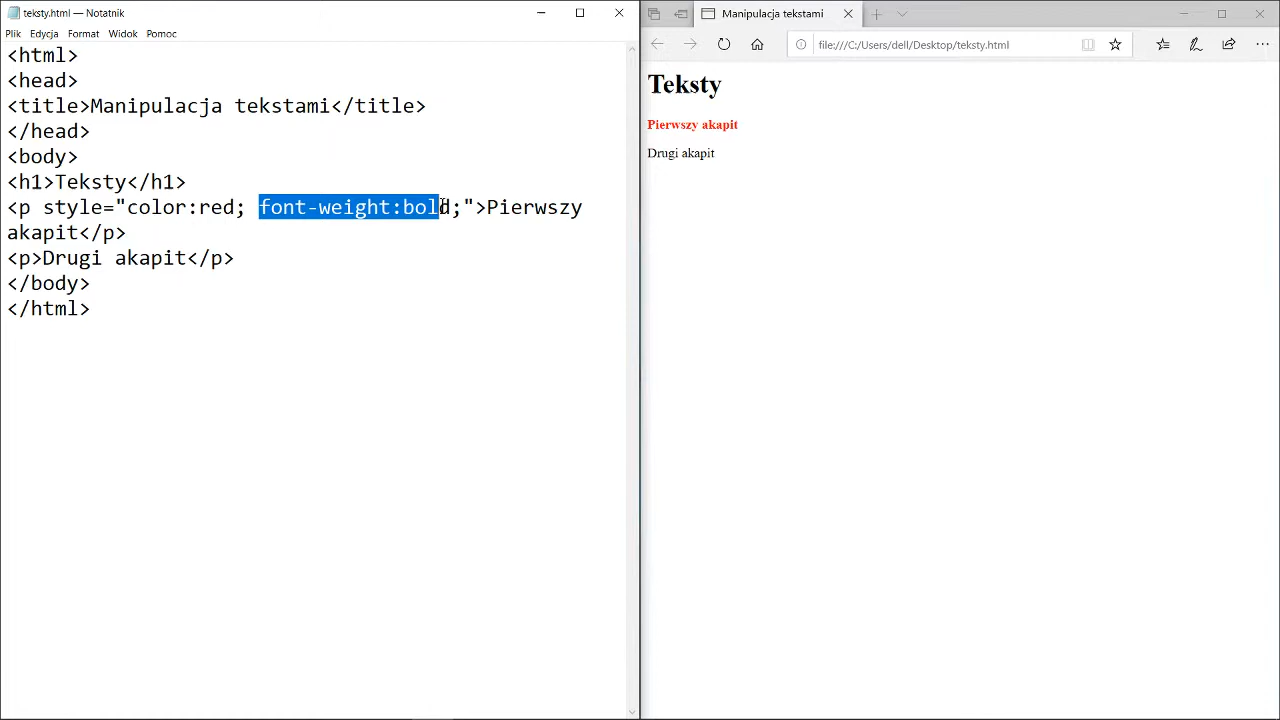 teksty.html — Notatnik
Plik Edycja Format Widok Pomoc
<html>
<head>
<title>Manipulacja tekstami</title>
</head>
<body>
<h1>Teksty</h1>
<p style="color:red; font-weight:bold;">Pierwszy
akapit</p>
<p>Drugi akapit</p>
</body>
</html>
Manipulacja tekstami
file:///C:/Users/dell/Desktop/teksty.html
Teksty
Pierwszy akapit
Drugi akapit